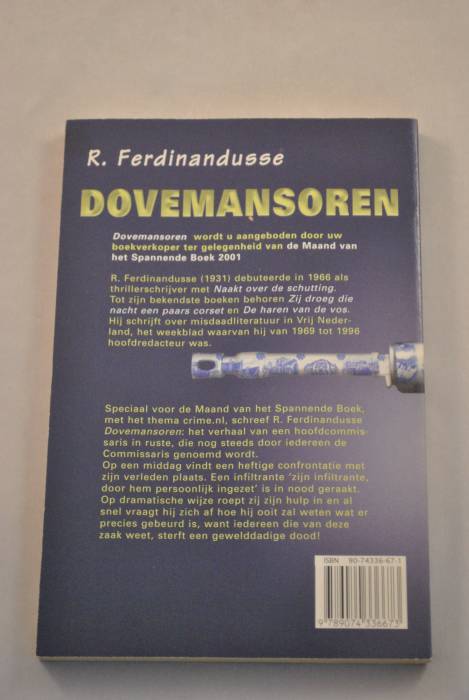 R. Ferdinandusse
DOVEMANSOREN
Dovemansoren wordt u aangeboden door uw
boekverkoper ter gelegenheid van de Maand van
het Spannende Boek 2001
R. Ferdinandusse (1931) debuteerde in 1966 als
thrillerschrijver met Naakt over de schutting.
Tot zijn bekendste boeken behoren Zij droeg die
nacht een paars corset en De haren van de vos.
Hij schrijft over misdaadliteratuur in Vrij Neder-
land, het weekblad waarvan hij van 1969 tot 1996
hoofdredacteur was.
Speciaal voor de Maand van het Spannende Boek,
met het thema crime.nl, schreef R. Ferdinandusse
Dovemansoren: het verhaal van een hoofdcommis-
saris in ruste, die nog steeds door iedereen de
Commissaris genoemd wordt.
Op een middag vindt een heftige confrontatie met
zijn verleden plaats. Een infiltrante 'zijn infiltrante,
door hem persoonlijk ingezet' is in nood geraakt.
Op dramatische wijze roept zij zijn hulp in en al
snel vraagt hij zich af hoe hij ooit zal weten wat er
precies gebeurd is, want iedereen die van deze
zaak weet, sterft een gewelddadige dood!
ISBN 90-74336-67-1
9 789074 336673